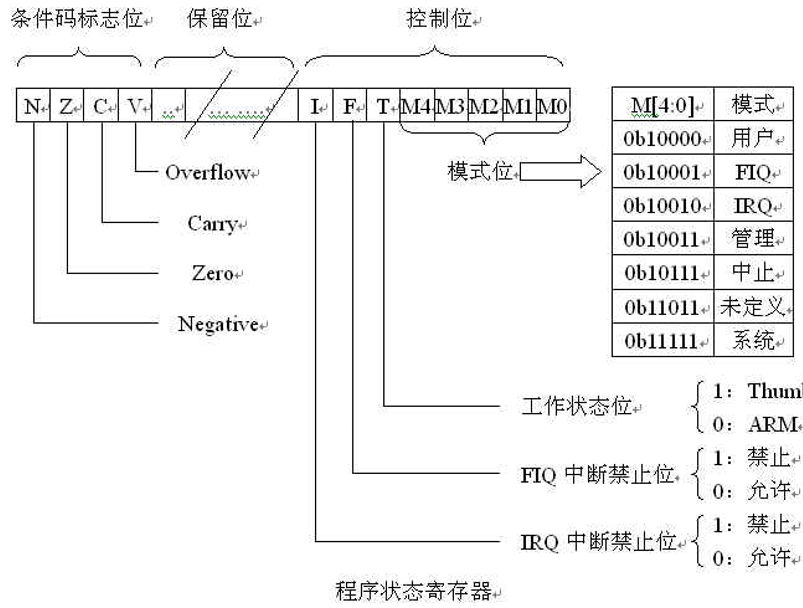 条件码标志位 保留位 控制位
N Z C V .. ... .... I F T M4 M3 M2 M1 M0
模式位
Overflow
Carry
Zero
Negative
M[4:0] 模式
0b10000 用户
0b10001 FIQ
0b10010 IRQ
0b10011 管理
0b10111 中止
0b11011 未定义
0b11111 系统
工作状态位
1：Thumb
0：ARM
FIQ 中断禁止位
1：禁止
0：允许
IRQ 中断禁止位
1：禁止
0：允许
程序状态寄存器